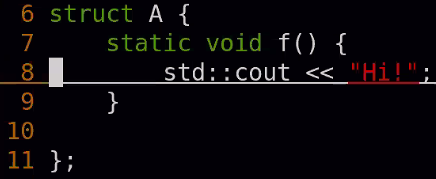 6 struct A {
7     static void f() {
8         std::cout << "Hi!";
9     }
10
11 };